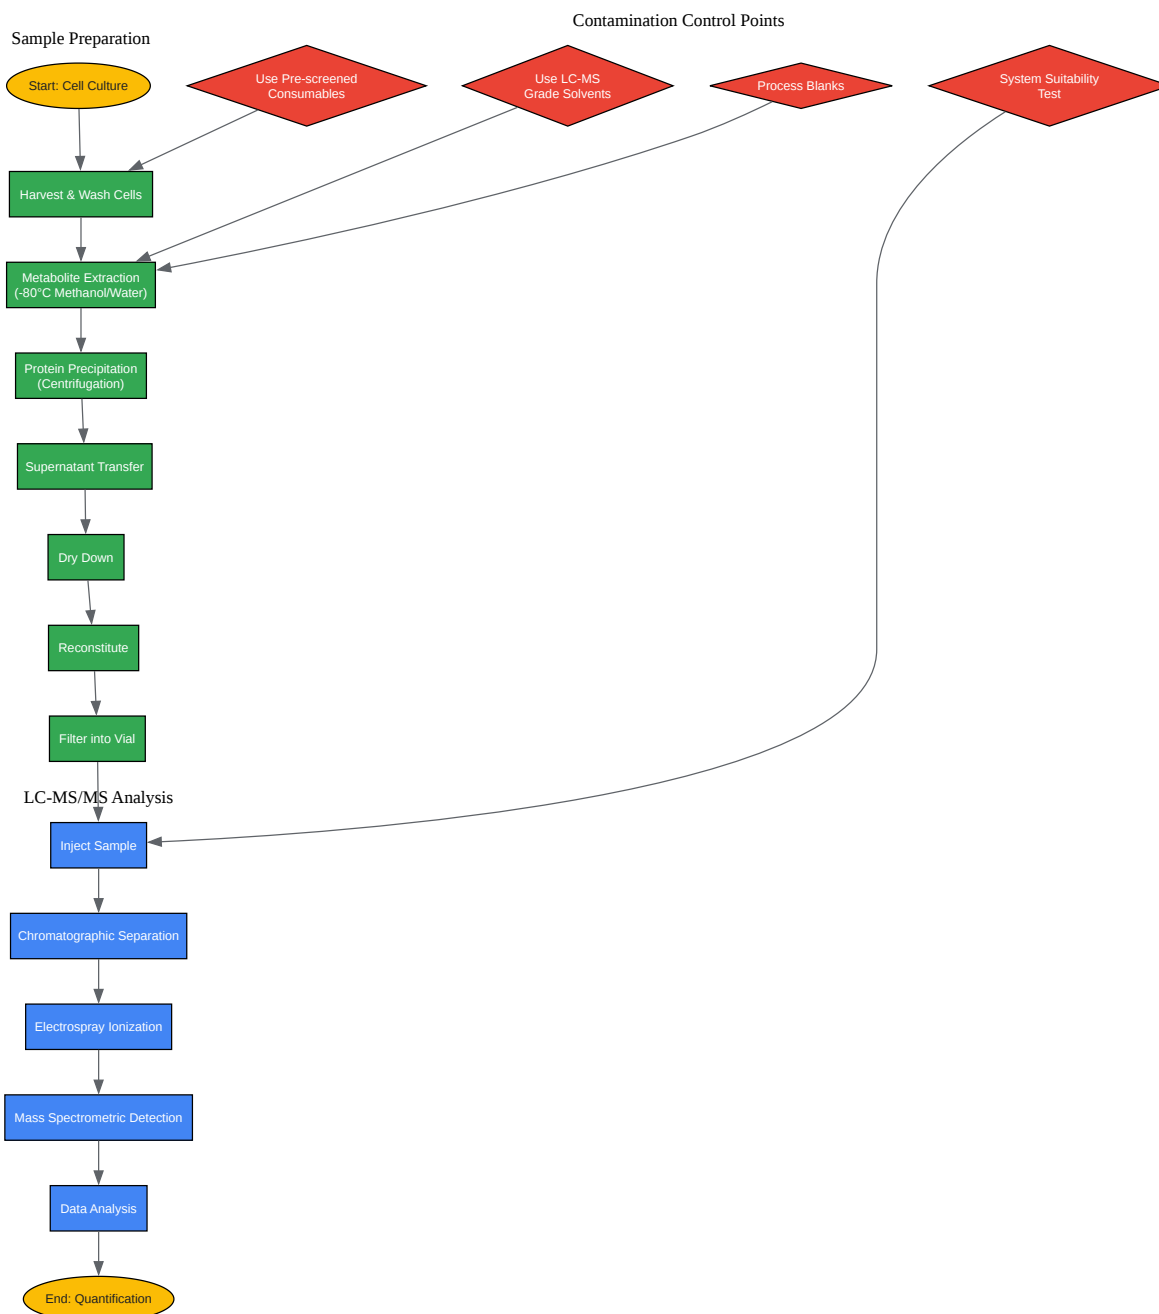 Contamination Control Points
Sample Preparation
Start: Cell Culture
Use Pre-screened
Consumables
Use LC-MS
Grade Solvents
Process Blanks
System Suitability
Test
Harvest & Wash Cells
Metabolite Extraction
(-80°C Methanol/Water)
Protein Precipitation
(Centrifugation)
Supernatant Transfer
Dry Down
Reconstitute
Filter into Vial
LC-MS/MS Analysis
Inject Sample
Chromatographic Separation
Electrospray Ionization
Mass Spectrometric Detection
Data Analysis
End: Quantification